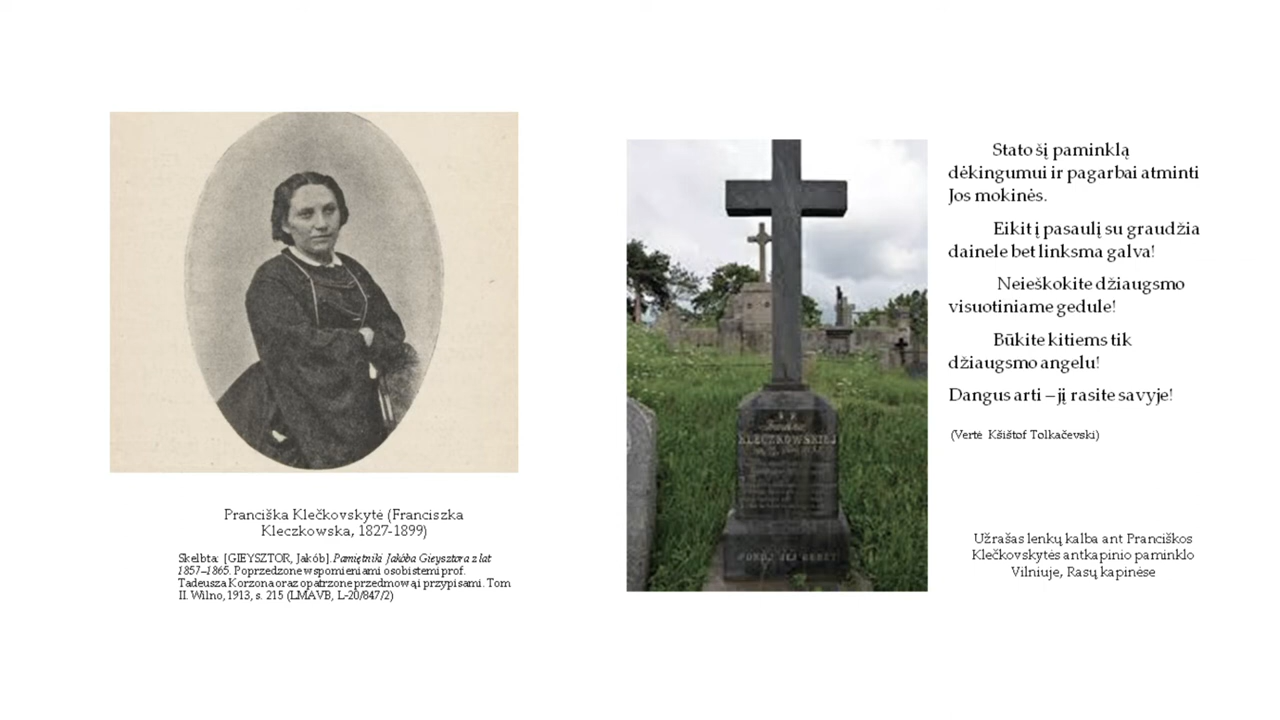 Pranciška Klečkovskytė (Franciszka
Kleczkowska, 1827-1899)
Skelbta: [GIEYSZTOR, Jakób]. Pamiętniki Jakóba Gieysztora z lat
1857–1865. Poprzedzone wspomieniami osobistemi prof.
Tadeusza Korzona oraz opatrzone przedmową i przypisami. Tom
II. Wilno, 1913, s. 215 (LMAVB, L-20/847/2)
KLECZKOWSKIEJ
POKÓJ JEJ
Stato šį paminklą
dėkingumui ir pagarbai atminti
Jos mokinės.
Eikit į pasaulį su graudžia
dainele bet linksma galva!
Neieškokite džiaugsmo
visuotiniame gedule!
Būkite kitiems tik
džiaugsmo angelu!
Dangus arti – jį rasite savyje!
(Vertė Kšištof Tolkačevski)
Užrašas lenkų kalba ant Pranciškos
Klečkovskytės antkapinio paminklo
Vilniuje, Rasų kapinėse